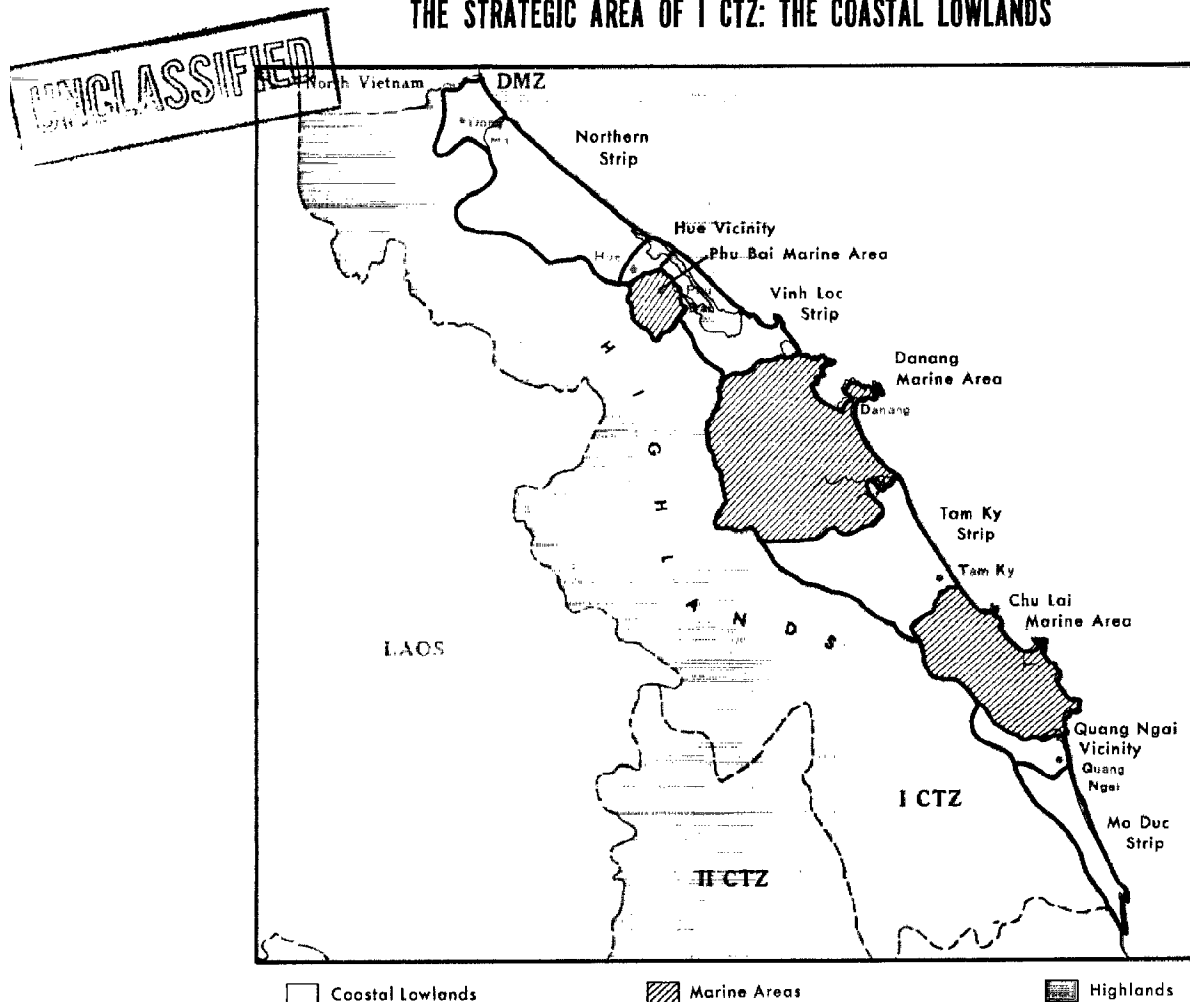 THE STRATEGIC AREA OF I CTZ: THE COASTAL LOWLANDS
UNCLASSIFIED
North Vietnam
DMZ
Northern
Strip
Hue Vicinity
Hue
Phu Bai Marine Area
Phu
Vinh Loc
Strip
Danang
Marine Area
Danang
HIGHLANDS
Tam Ky
Strip
Tam Ky
Chu Lai
Marine Area
LAOS
Quang Ngai
Vicinity
Quang
Ngai
I CTZ
Mo Duc
Strip
II CTZ
Coastal Lowlands
Marine Areas
Highlands